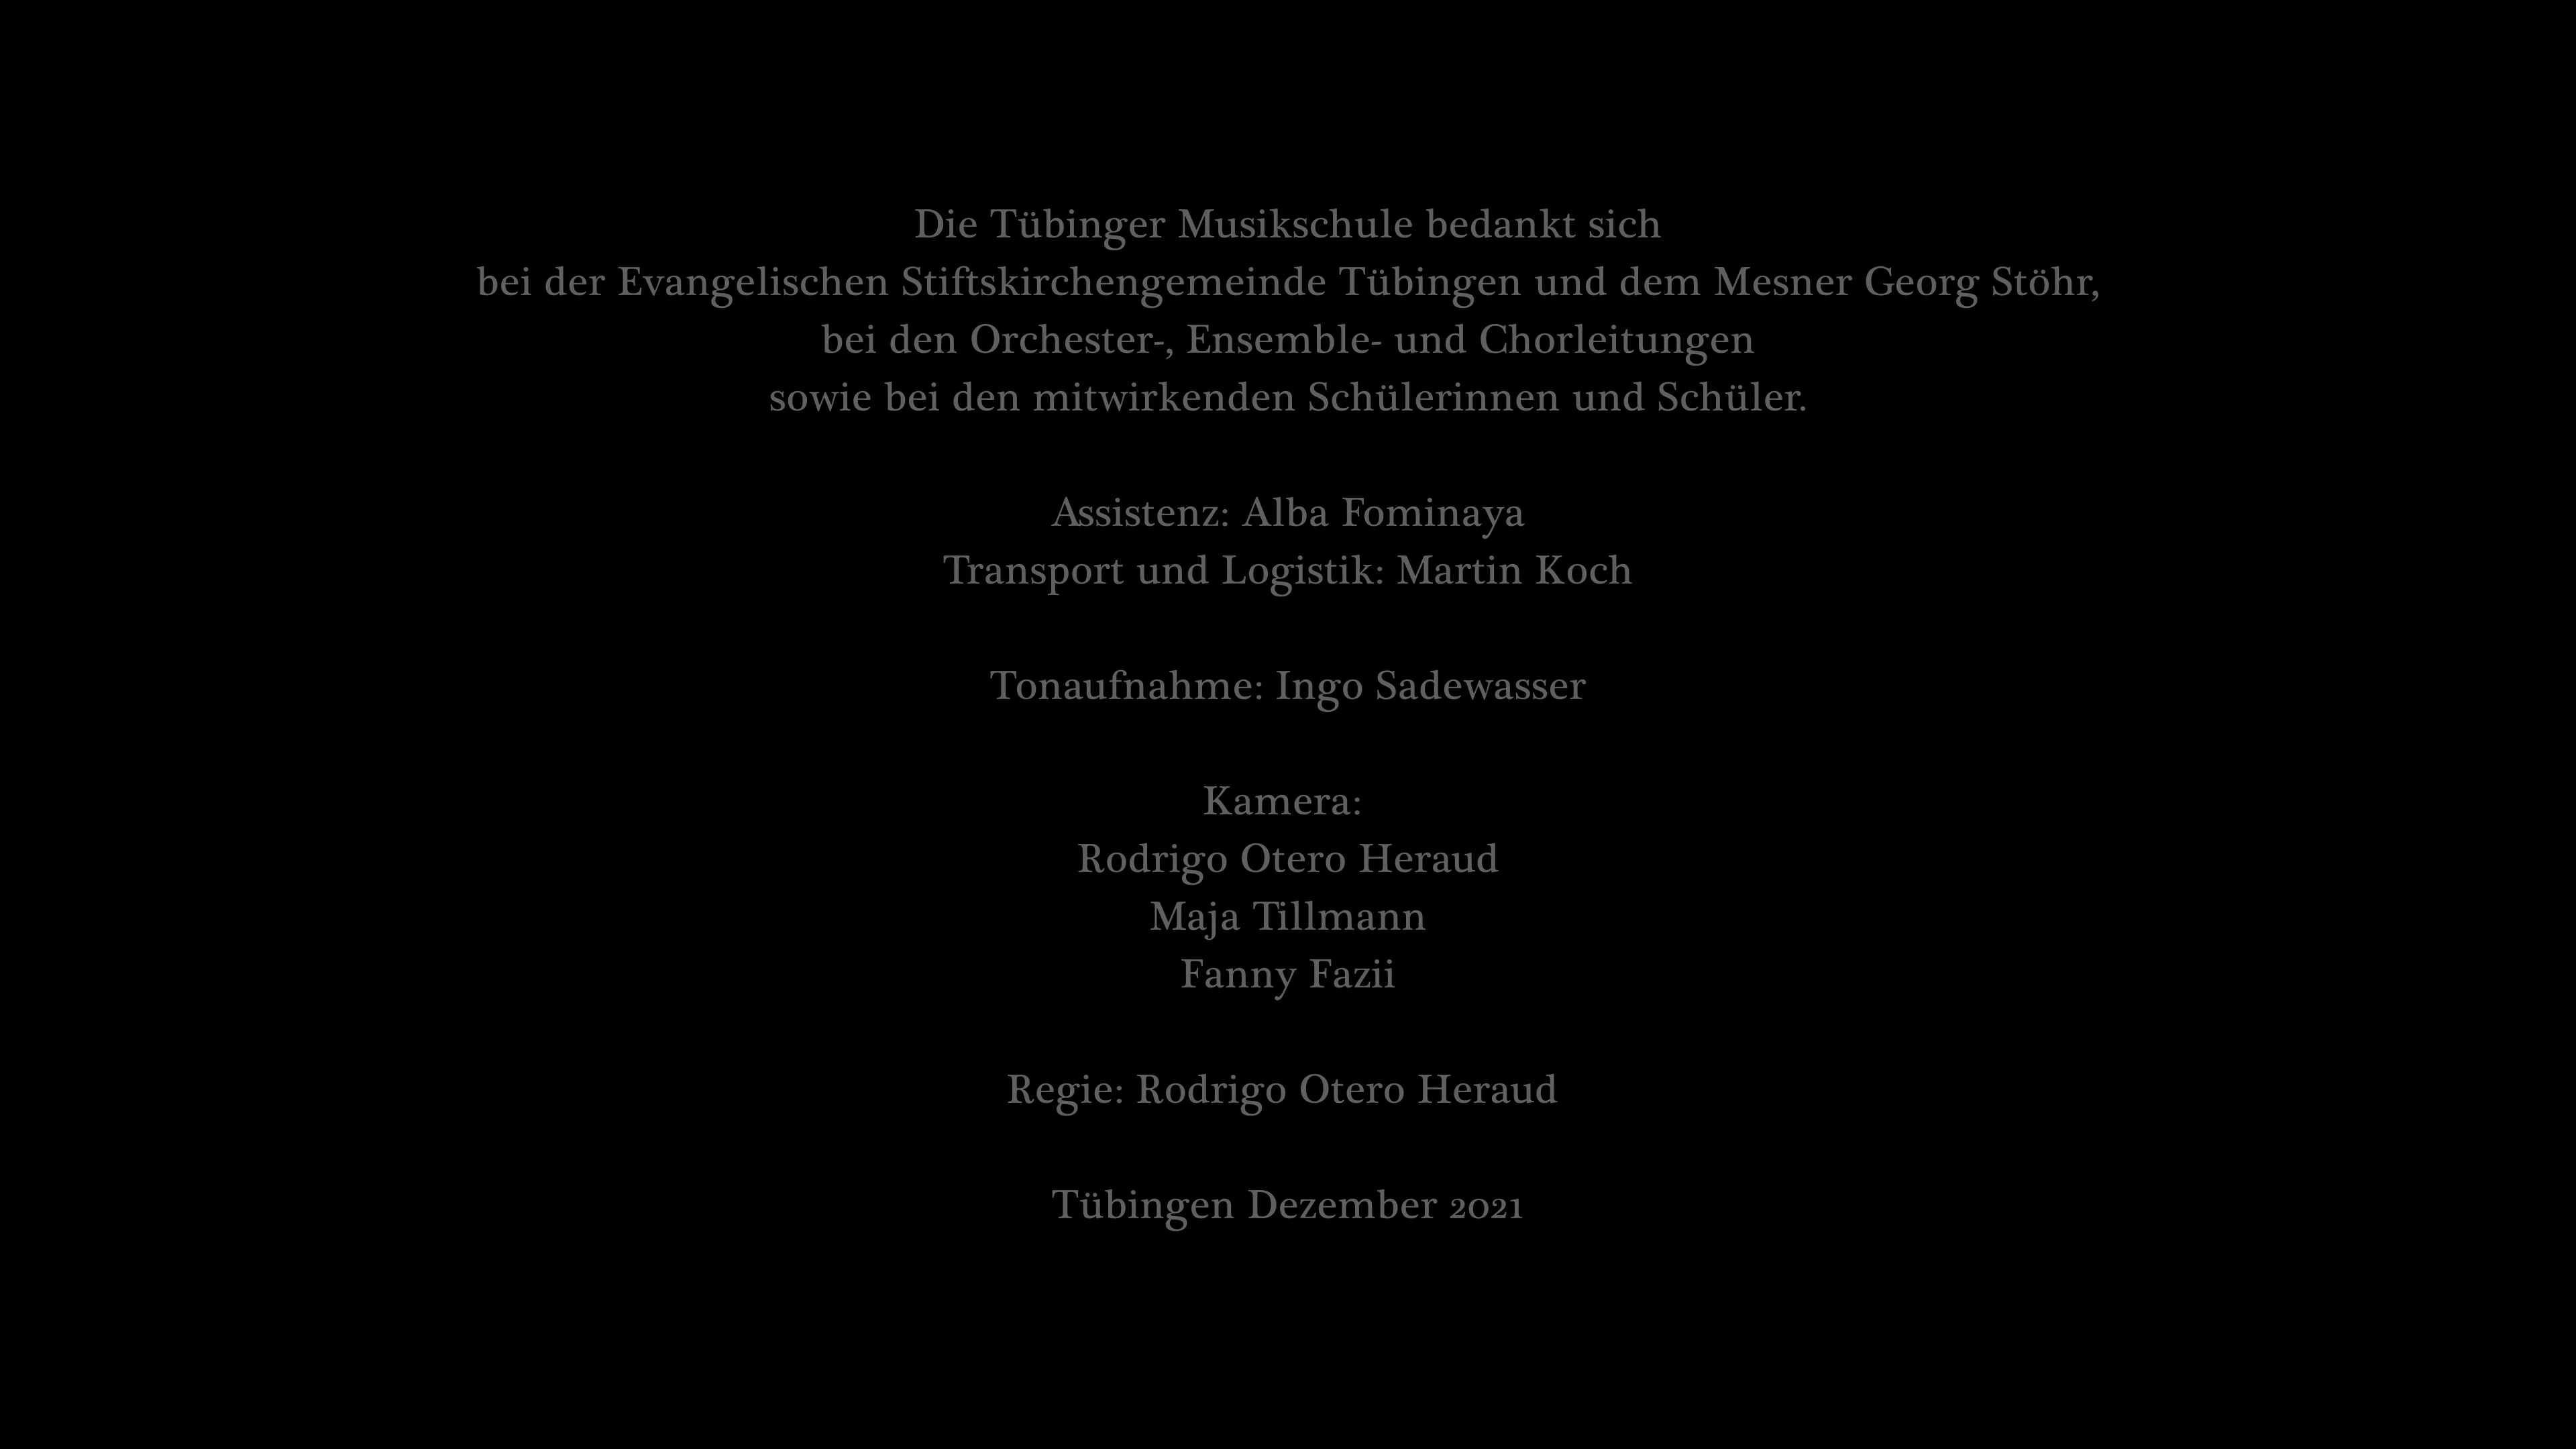 Die Tübinger Musikschule bedankt sich
bei der Evangelischen Stiftskirchengemeinde Tübingen und dem Mesner Georg Stöhr,
bei den Orchester-, Ensemble- und Chorleitungen
sowie bei den mitwirkenden Schülerinnen und Schüler.
Assistenz: Alba Fominaya
Transport und Logistik: Martin Koch
Tonaufnahme: Ingo Sadewasser
Kamera:
Rodrigo Otero Heraud
Maja Tillmann
Fanny Fazii
Regie: Rodrigo Otero Heraud
Tübingen Dezember 2021